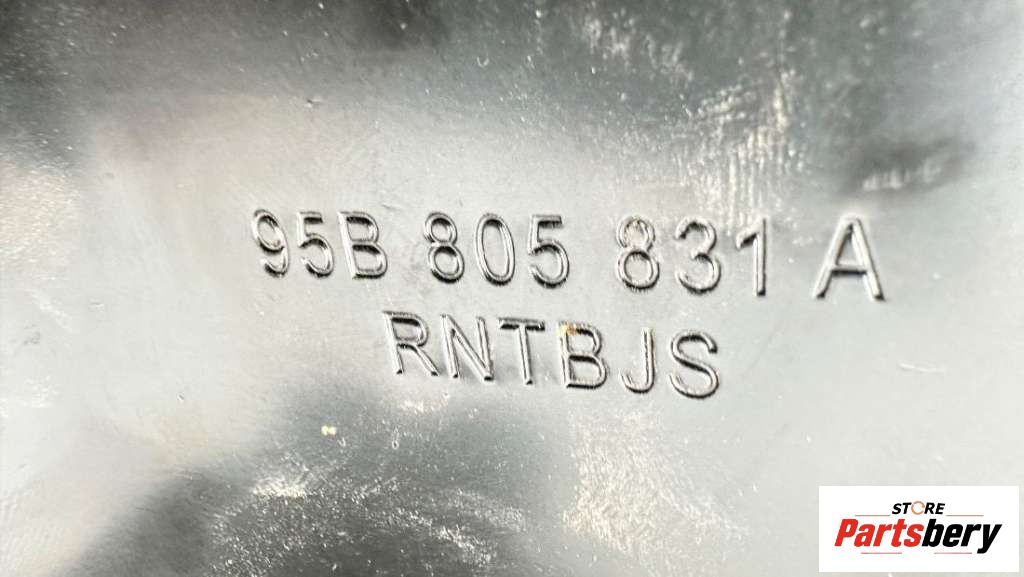 95B 805 831 A
RNTBJS
STORE
Partsbery